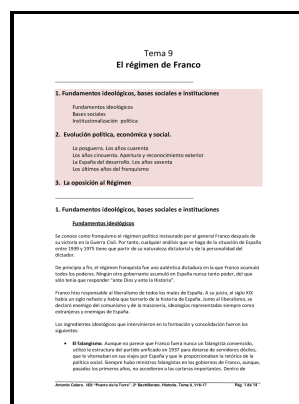 Tema 9
El régimen de Franco
1. Fundamentos ideológicos, bases sociales e instituciones
Fundamentos ideológicos
Bases sociales
Institucionalización política
2. Evolución política, económica y social.
La posguerra. Los años cuarenta
Los años cincuenta. Apertura y reconocimiento exterior
La España del desarrollo. Los años sesenta
Los últimos años del franquismo
3. La oposición al Régimen
1. Fundamentos ideológicos, bases sociales e instituciones
Fundamentos ideológicos
Se conoce como franquismo el régimen político instaurado por el general Franco después de
su victoria en la Guerra Civil. Por tanto, cualquier análisis que se haga de la situación de España
entre 1939 y 1975 tiene que partir de su naturaleza dictatorial y de la personalidad del
dictador.
De principio a fin, el régimen franquista fue una auténtica dictadura en la que Franco acumuló
todos los poderes. Ningún otro gobernante acumuló en España nunca tanto poder, del que
sólo tenía que responder "ante Dios y ante la Historia".
Franco hizo responsable al liberalismo de todos los males de España. A su juicio, el siglo XIX
había un siglo nefasto y había que borrarlo de la historia de España. Junto al liberalismo, se
declaró enemigo del comunismo y de la masonería, ideologías representadas siempre como
extranjeras y enemigas de España.
Los ingredientes ideológicos que intervinieron en la formación y consolidación fueron los
siguientes:
• El falangismo. Aunque no parece que Franco fuera nunca un falangista convencido,
utilizó la estructura del partido unificado en 1937 para dotarse de servidores dóciles,
que le vitoreaban en sus viajes por España y que le proporcionaban la retórica de la
política social. Siempre hubo ministros falangistas en los gobiernos de Franco, aunque,
pasados los primeros años, no accedieron a las carteras importantes. Dentro de
Antonio Calero. IES "Puerta de la Torre". 2º Bachillerato. Historia. Tema 9_V16-17 Pág. 1 de 14